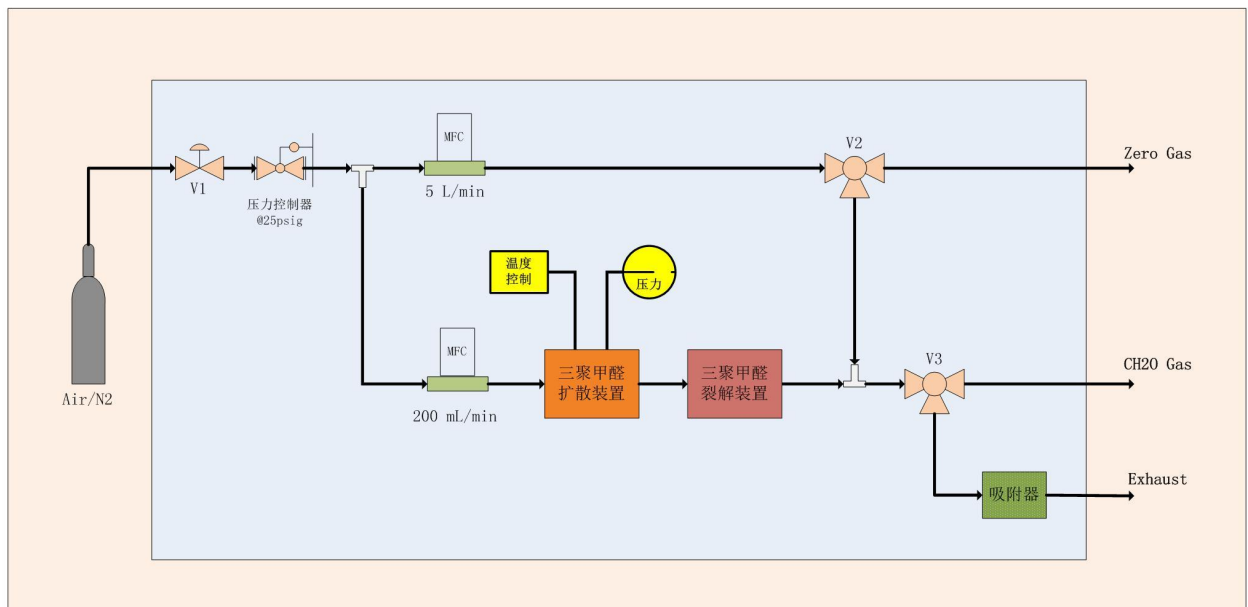 MFC
V1
压力控制器
@25psig
5 L/min
V2
Zero Gas
温度
控制
压力
Air/N2
MFC
200 mL/min
三聚甲醛
扩散装置
三聚甲醛
裂解装置
V3
CH2O Gas
吸附器
Exhaust